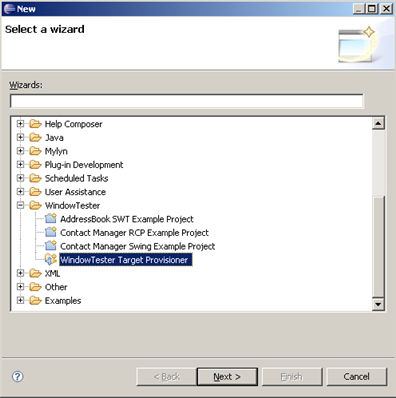 New
Select a wizard
Wizards:
Help Composer
Java
Mylyn
Plug-in Development
Scheduled Tasks
User Assistance
WindowTester
AddressBook SWT Example Project
Contact Manager RCP Example Project
Contact Manager Swing Example Project
WindowTester Target Provisioner
XML
Other
Examples
?
< Back Next > Finish Cancel